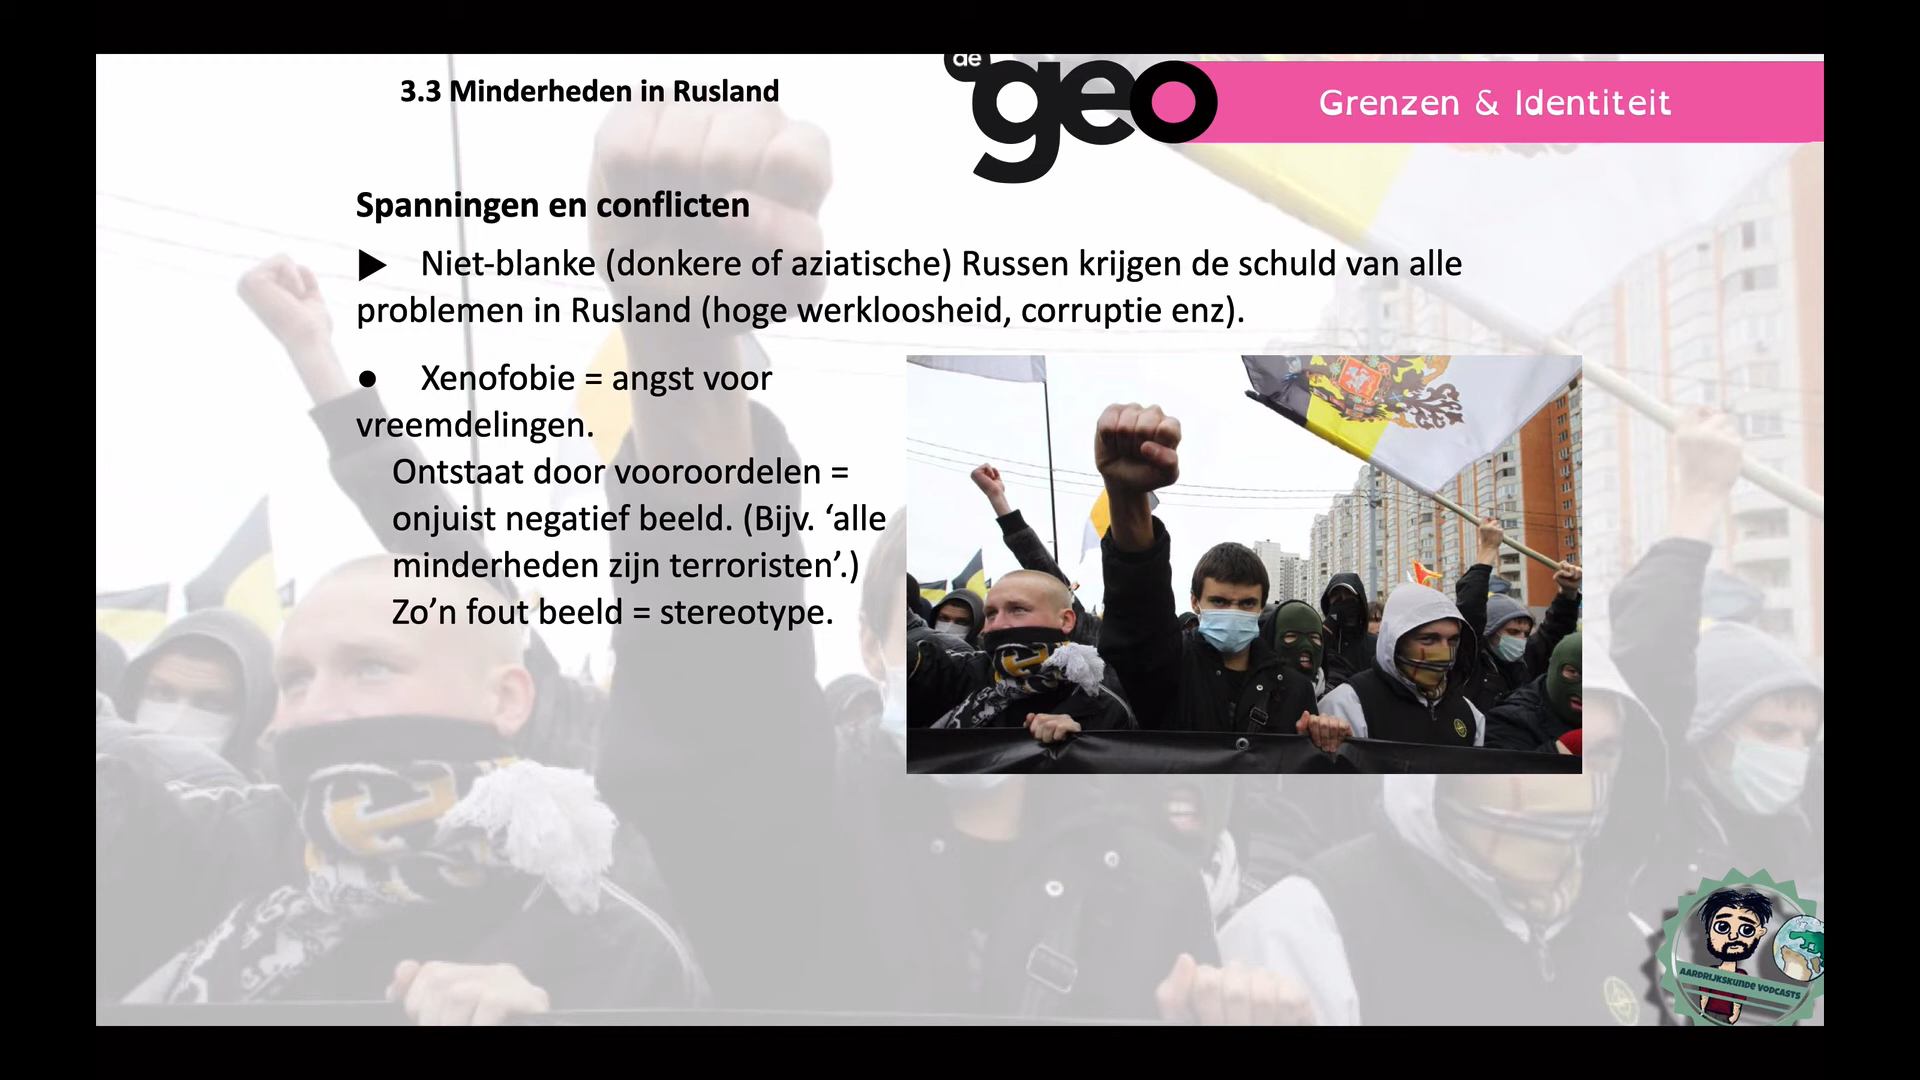 3.3 Minderheden in Rusland
de
geo
Grenzen & Identiteit
Spanningen en conflicten
▶ Niet-blanke (donkere of aziatische) Russen krijgen de schuld van alle
problemen in Rusland (hoge werkloosheid, corruptie enz).
● Xenofobie = angst voor
vreemdelingen.
Ontstaat door vooroordelen =
onjuist negatief beeld. (Bijv. ‘alle
minderheden zijn terroristen’.)
Zo’n fout beeld = stereotype.
AARDRIJKSKUNDE VODCASTS